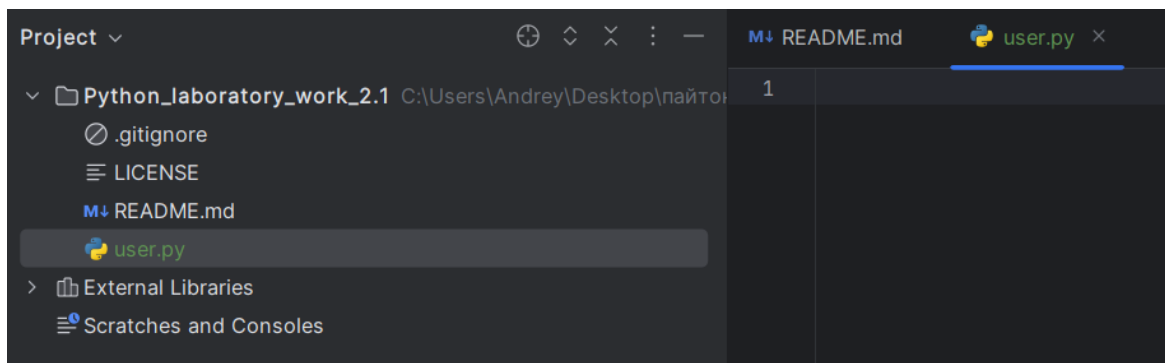 Project
Python_laboratory_work_2.1 C:\Users\Andrey\Desktop\
.gitignore
LICENSE
M↓ README.md
user.py
External Libraries
Scratches and Consoles
M↓ README.md user.py
1